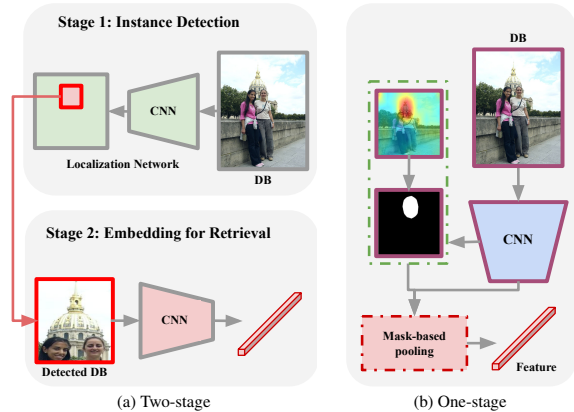 Stage 1: Instance Detection
CNN
Localization Network
DB
Stage 2: Embedding for Retrieval
CNN
Detected DB
(a) Two-stage
DB
CNN
Mask-based
pooling
Feature
(b) One-stage